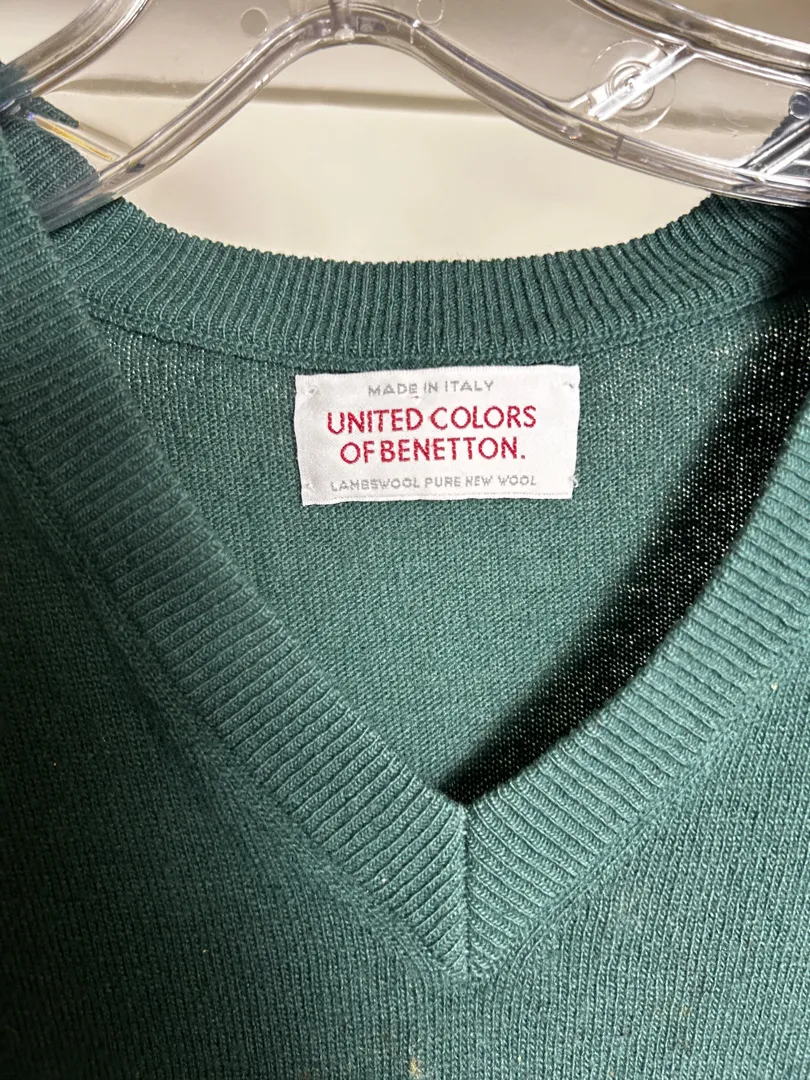 MADE IN ITALY
UNITED COLORS
OF BENETTON.
LAMBSWOOL PURE NEW WOOL